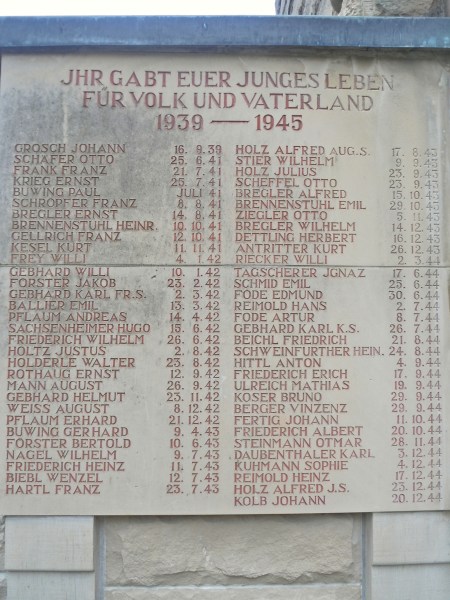 JHR GABT EUER JUNGES LEBEN
FÜR VOLK UND VATERLAND
1939 — 1945
GROSCH JOHANN 16. 9. 39
SCHÄFER OTTO 25. 6. 41
FRANK FRANZ 21. 7. 41
KRIEG ERNST 25. 7. 41
BUWING PAUL JULI 41
SCHRÖPFER FRANZ 8. 8. 41
BREGLER ERNST 14. 8. 41
BRENNENSTUHL HEINR. 10. 10. 41
GELLRICH FRANZ 22. 10. 41
KESEL KURT 11. 11. 41
FREY WILLI 4. 1. 42
GEBHARD WILLI 10. 1. 42
FÖRSTER JAKOB 23. 2. 42
GEBHARD KARL FR. S. 2. 3. 42
BALLIER EMIL 13. 3. 42
PFLAUM ANDREAS 14. 4. 42
SACHSENHEIMER HUGO 15. 6. 42
FRIEDERICH WILHELM 26. 6. 42
HOLTZ JUSTUS 2. 8. 42
HOLDERLE WALTER 23. 8. 42
ROTHAUG ERNST 12. 9. 42
MANN AUGUST 26. 9. 42
GEBHARD HELMUT 23. 11. 42
WEISS AUGUST 8. 12. 42
PFLAUM ERHARD 21. 12. 42
BUWING GERHARD 9. 4. 43
FÖRSTER BERTOLD 10. 6. 43
NAGEL WILHELM 9. 7. 43
FRIEDERICH HEINZ 11. 7. 43
BIEBL WENZEL 12. 7. 43
HARTL FRANZ 23. 7. 43
HOLZ ALFRED AUG. S. 17. 8. 43
STIER WILHELM 9. 9. 43
HOLZ JULIUS 23. 9. 43
SCHEFFEL OTTO 23. 9. 43
BREGLER ALFRED 15. 10. 43
BRENNENSTUHL EMIL 29. 10. 43
ZIEGLER OTTO 5. 11. 43
BREGLER WILHELM 14. 12. 43
DETTLING HERBERT 16. 12. 43
ANTRITTER KURT 26. 12. 43
RIECKER WILLI 2. 3. 44
TAGSCHERER JGNAZ 17. 6. 44
SCHMID EMIL 25. 6. 44
FODE EDMUND 30. 6. 44
REIMOLD HANS 2. 7. 44
FODE ARTUR 8. 7. 44
GEBHARD KARL K. S. 26. 7. 44
BEICHL FRIEDRICH 21. 8. 44
SCHWEINFURTHER HEIN. 24. 8. 44
HITTL ANTON 4. 9. 44
FRIEDERICH ERICH 17. 9. 44
ULREICH MATHIAS 19. 9. 44
KOSER BRUNO 29. 9. 44
BERGER VINZENZ 29. 9. 44
FERTIG JOHANN 11. 10. 44
FRIEDERICH ALBERT 20. 10. 44
STEINMANN OTMAR 28. 11. 44
DAUBENTHALER KARL 3. 12. 44
KUHMANN SOPHIE 4. 12. 44
REIMOLD HEINZ 17. 12. 44
HOLZ ALFRED J. S. 23. 12. 44
KOLB JOHANN 20. 12. 44